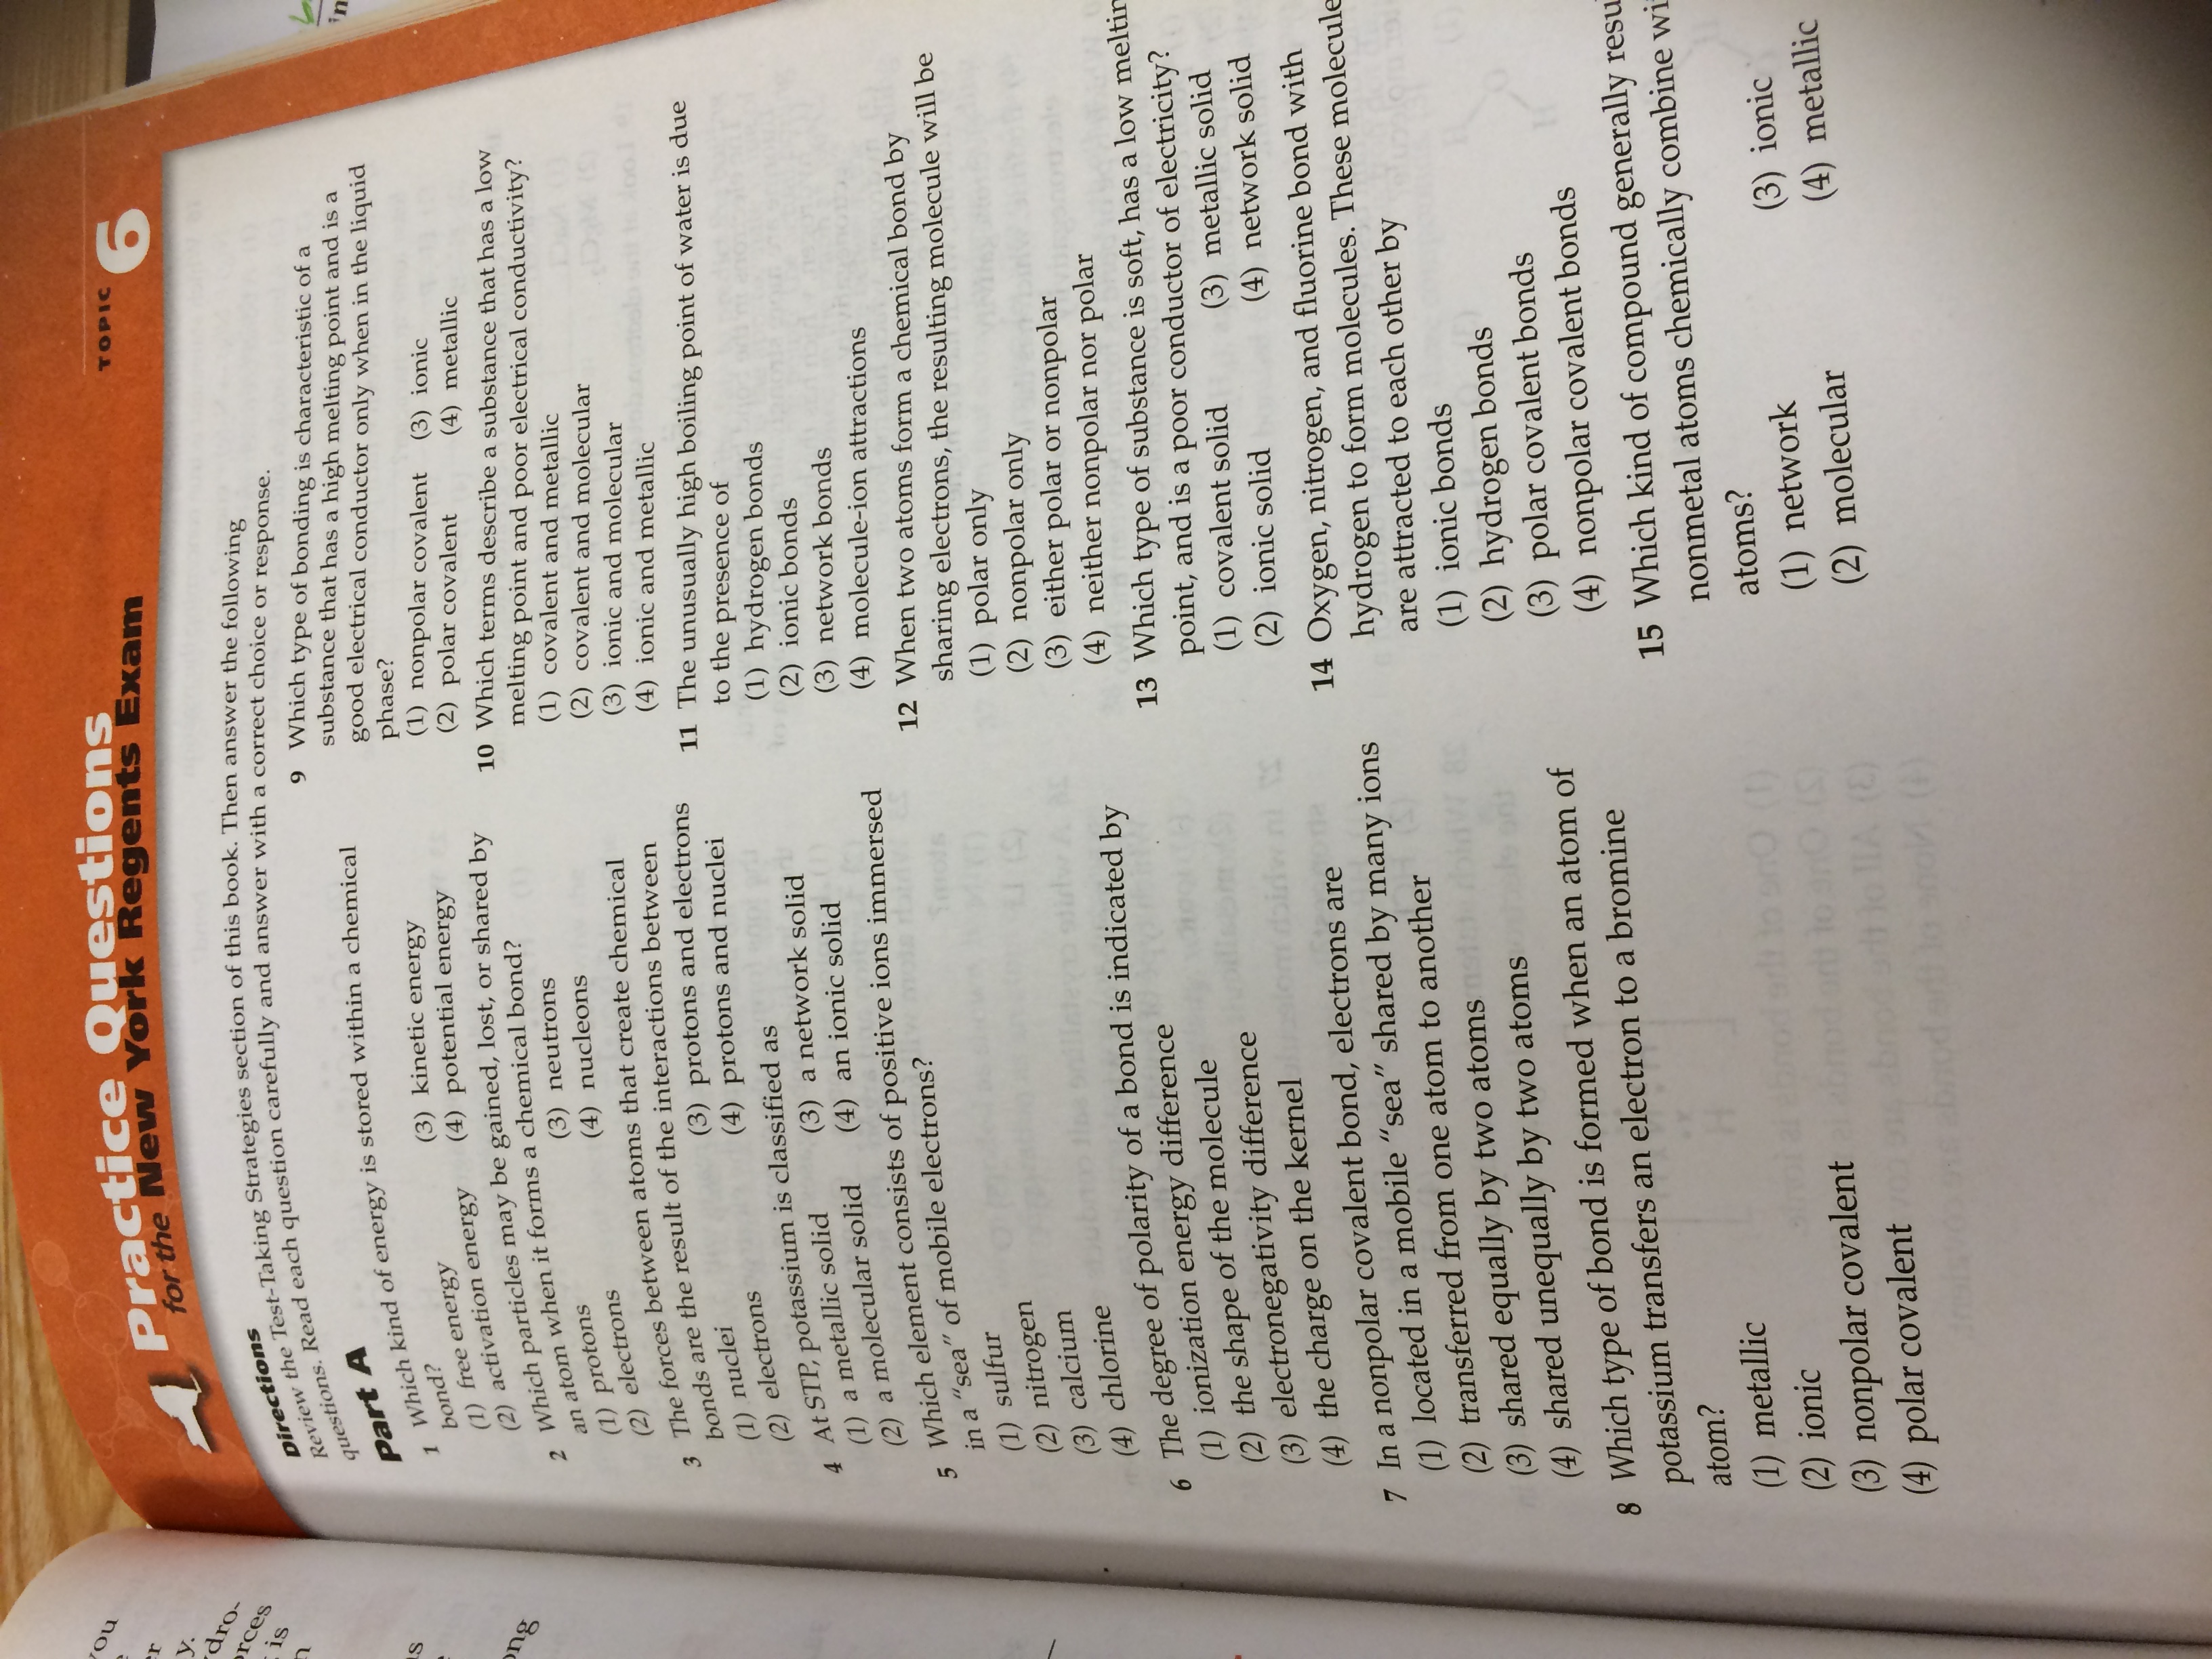 Practice Questions
for the New York Regents Exam
TOPIC 6
Directions
Review the Test-Taking Strategies section of this book. Then answer the following
questions. Read each question carefully and answer with a correct choice or response.
Part A
1 Which kind of energy is stored within a chemical
bond?
(1) free energy (3) kinetic energy
(2) activation energy (4) potential energy
2 Which particles may be gained, lost, or shared by
an atom when it forms a chemical bond?
(1) protons (3) neutrons
(2) electrons (4) nucleons
3 The forces between atoms that create chemical
bonds are the result of the interactions between
(1) nuclei (3) protons and electrons
(2) electrons (4) protons and nuclei
4 At STP, potassium is classified as
(1) a metallic solid (3) a network solid
(2) a molecular solid (4) an ionic solid
5 Which element consists of positive ions immersed
in a “sea” of mobile electrons?
(1) sulfur
(2) nitrogen
(3) calcium
(4) chlorine
6 The degree of polarity of a bond is indicated by
(1) ionization energy difference
(2) the shape of the molecule
(3) electronegativity difference
(4) the charge on the kernel
7 In a nonpolar covalent bond, electrons are
(1) located in a mobile “sea” shared by many ions
(2) transferred from one atom to another
(3) shared equally by two atoms
(4) shared unequally by two atoms
8 Which type of bond is formed when an atom of
potassium transfers an electron to a bromine
atom?
(1) metallic
(2) ionic
(3) nonpolar covalent
(4) polar covalent
9 Which type of bonding is characteristic of a
substance that has a high melting point and is a
good electrical conductor only when in the liquid
phase?
(1) nonpolar covalent (3) ionic
(2) polar covalent (4) metallic
10 Which terms describe a substance that has a low
melting point and poor electrical conductivity?
(1) covalent and metallic
(2) covalent and molecular
(3) ionic and molecular
(4) ionic and metallic
11 The unusually high boiling point of water is due
to the presence of
(1) hydrogen bonds
(2) ionic bonds
(3) network bonds
(4) molecule-ion attractions
12 When two atoms form a chemical bond by
sharing electrons, the resulting molecule will be
(1) polar only
(2) nonpolar only
(3) either polar or nonpolar
(4) neither nonpolar nor polar
13 Which type of substance is soft, has a low meltin
point, and is a poor conductor of electricity?
(1) covalent solid (3) metallic solid
(2) ionic solid (4) network solid
14 Oxygen, nitrogen, and fluorine bond with
hydrogen to form molecules. These molecule
are attracted to each other by
(1) ionic bonds
(2) hydrogen bonds
(3) polar covalent bonds
(4) nonpolar covalent bonds
15 Which kind of compound generally resu
nonmetal atoms chemically combine wi
atoms?
(1) network (3) ionic
(2) molecular (4) metallic